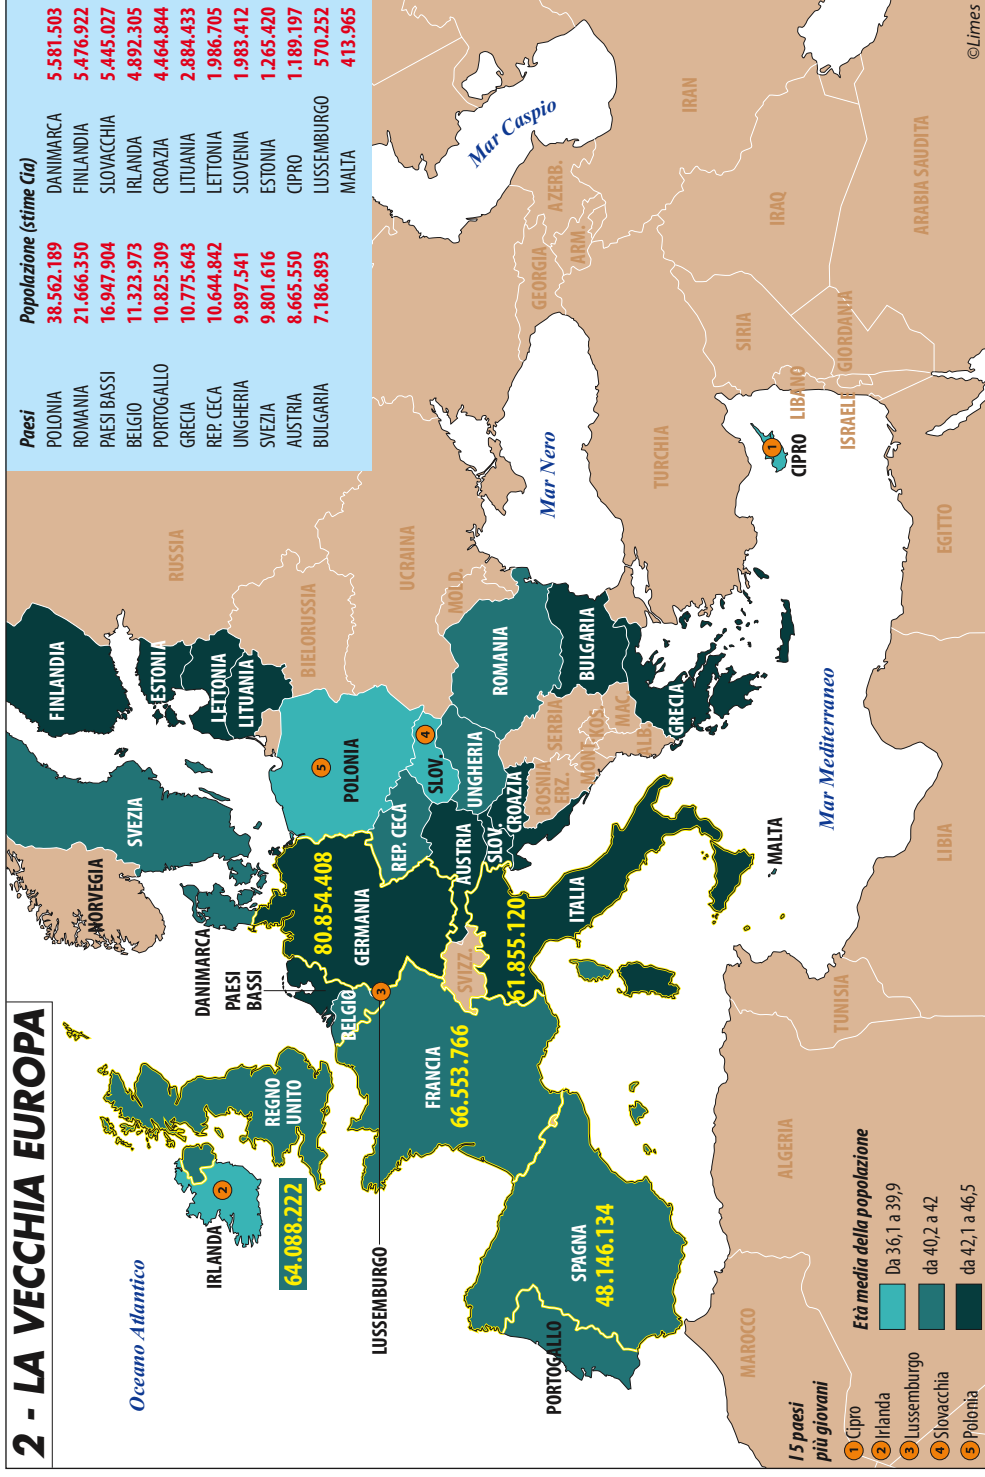 2 - LA VECCHIA EUROPA
Paesi Popolazione (stime Cia)
POLONIA 38.562.189 DANIMARCA 5.581.503
ROMANIA 21.666.350 FINLANDIA 5.476.922
PAESI BASSI 16.947.904 SLOVACCHIA 5.445.027
BELGIO 11.323.973 IRLANDA 4.892.305
PORTOGALLO 10.825.309 CROAZIA 4.464.844
GRECIA 10.775.643 LITUANIA 2.884.433
REP. CECA 10.644.842 LETTONIA 1.986.705
UNGHERIA 9.897.541 SLOVENIA 1.983.412
SVEZIA 9.801.616 ESTONIA 1.265.420
AUSTRIA 8.665.550 CIPRO 1.189.197
BULGARIA 7.186.893 LUSSEMBURGO 570.252
MALTA 413.965
Oceano Atlantico
IRLANDA
2
REGNO
UNITO
64.088.222
LUSSEMBURGO
3
DANIMARCA
PAESI
BASSI
BELGIO
NORVEGIA
SVEZIA
FINLANDIA
ESTONIA
LETTONIA
LITUANIA
RUSSIA
BIELORUSSIA
UCRAINA
MOLD.
5
POLONIA
80.854.408
GERMANIA
REP. CECA
4
SLOV.
UNGHERIA
AUSTRIA
SLOV.
CROAZIA
ROMANIA
BULGARIA
SERBIA
BOSNIA
ERZ.
MONT.
KOS.
MAC.
ALB.
GRECIA
FRANCIA
66.553.766
SVIZZ.
61.855.120
ITALIA
SPAGNA
48.146.134
PORTOGALLO
MALTA
Mar Mediterraneo
Mar Nero
Mar Caspio
GEORGIA
AZERB.
ARM.
TURCHIA
IRAN
IRAQ
SIRIA
LIBANO
ISRAELE
GIORDANIA
ARABIA SAUDITA
1
CIPRO
EGITTO
LIBIA
TUNISIA
ALGERIA
MAROCCO
I 5 paesi
più giovani
1 Cipro
2 Irlanda
3 Lussemburgo
4 Slovacchia
5 Polonia
Età media della popolazione
Da 36,1 a 39,9
da 40,2 a 42
da 42,1 a 46,5
©Limes